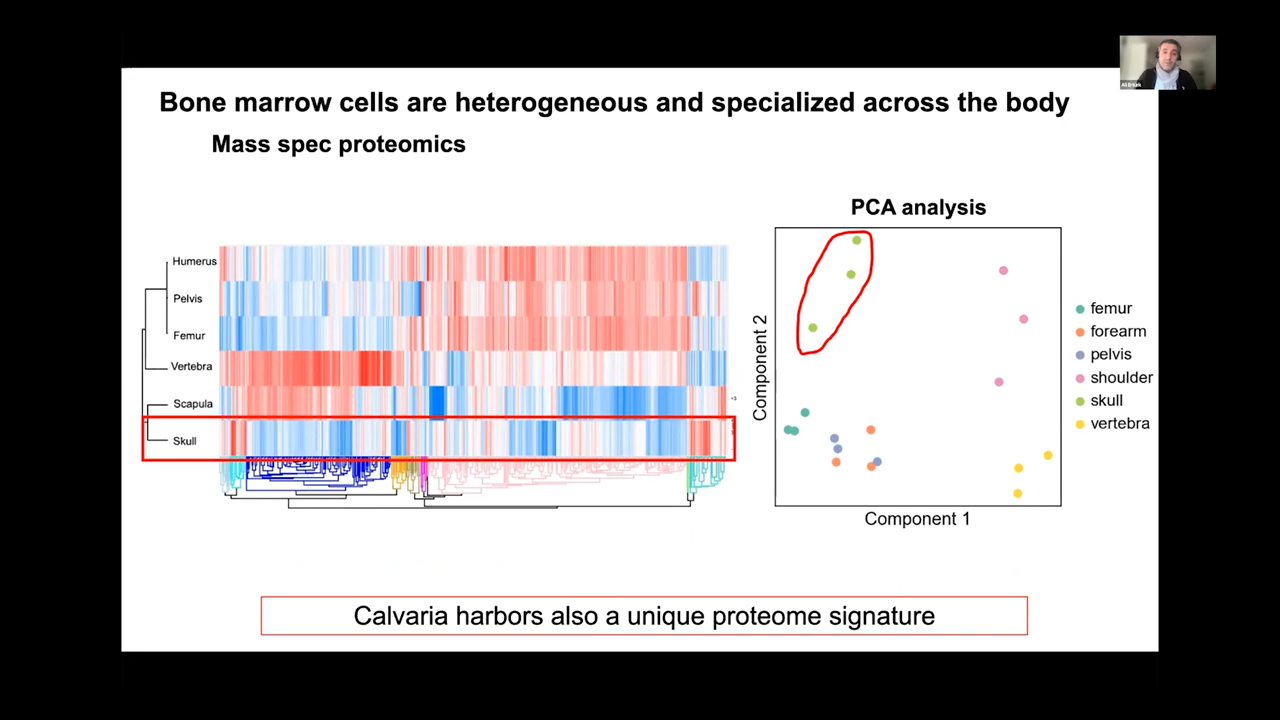 Bone marrow cells are heterogeneous and specialized across the body
Mass spec proteomics
Humerus
Pelvis
Femur
Vertebra
Scapula
Skull
PCA analysis
Component 2
Component 1
femur
forearm
pelvis
shoulder
skull
vertebra
Calvaria harbors also a unique proteome signature